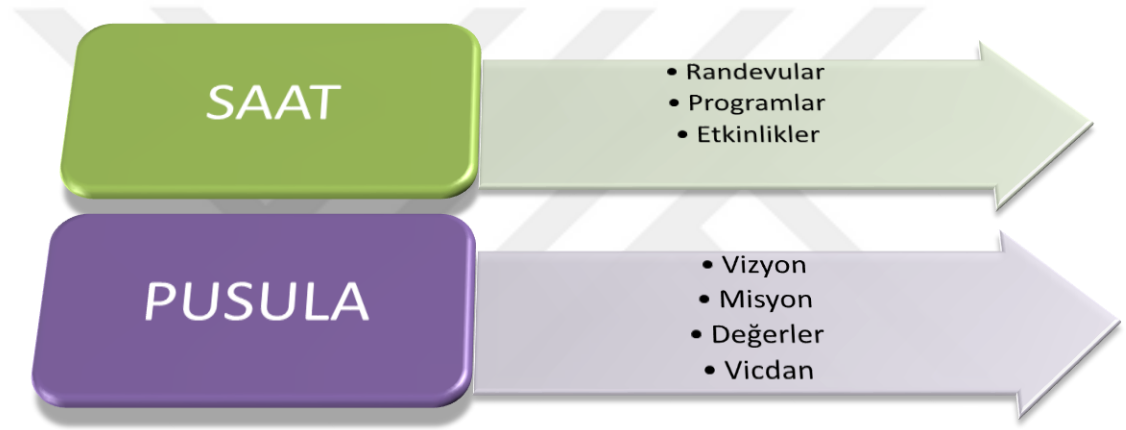 SAAT
• Randevular
• Programlar
• Etkinlikler
PUSULA
• Vizyon
• Misyon
• Değerler
• Vicdan